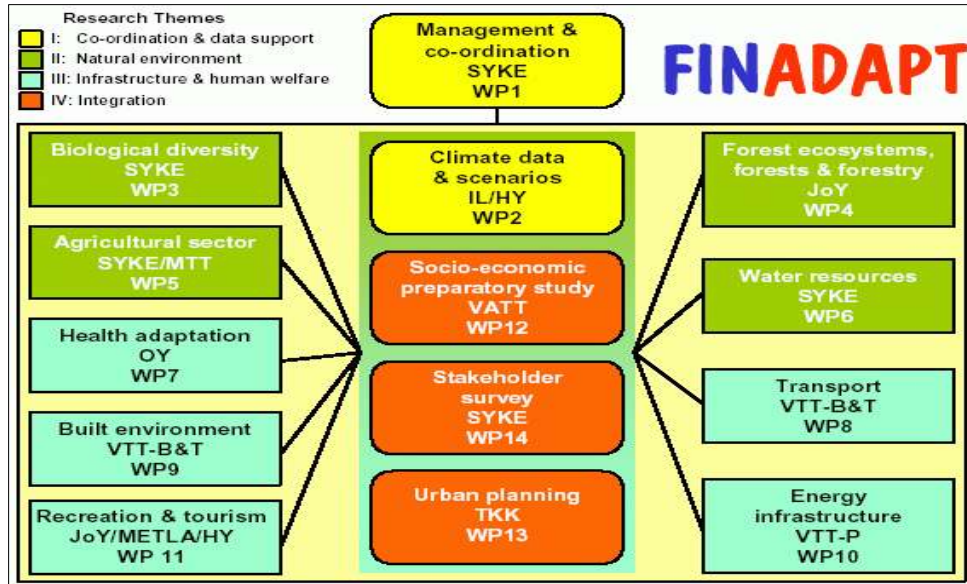 Research Themes
I: Co-ordination & data support
II: Natural environment
III: Infrastructure & human welfare
IV: Integration
Management &
co-ordination
SYKE
WP1
FINADAPT
Biological diversity
SYKE
WP3
Agricultural sector
SYKE/MTT
WP5
Health adaptation
OY
WP7
Built environment
VTT-B&T
WP9
Recreation & tourism
JoY/METLA/HY
WP 11
Climate data
& scenarios
IL/HY
WP2
Socio-economic
preparatory study
VATT
WP12
Stakeholder
survey
SYKE
WP14
Urban planning
TKK
WP13
Forest ecosystems,
forests & forestry
JoY
WP4
Water resources
SYKE
WP6
Transport
VTT-B&T
WP8
Energy
infrastructure
VTT-P
WP10